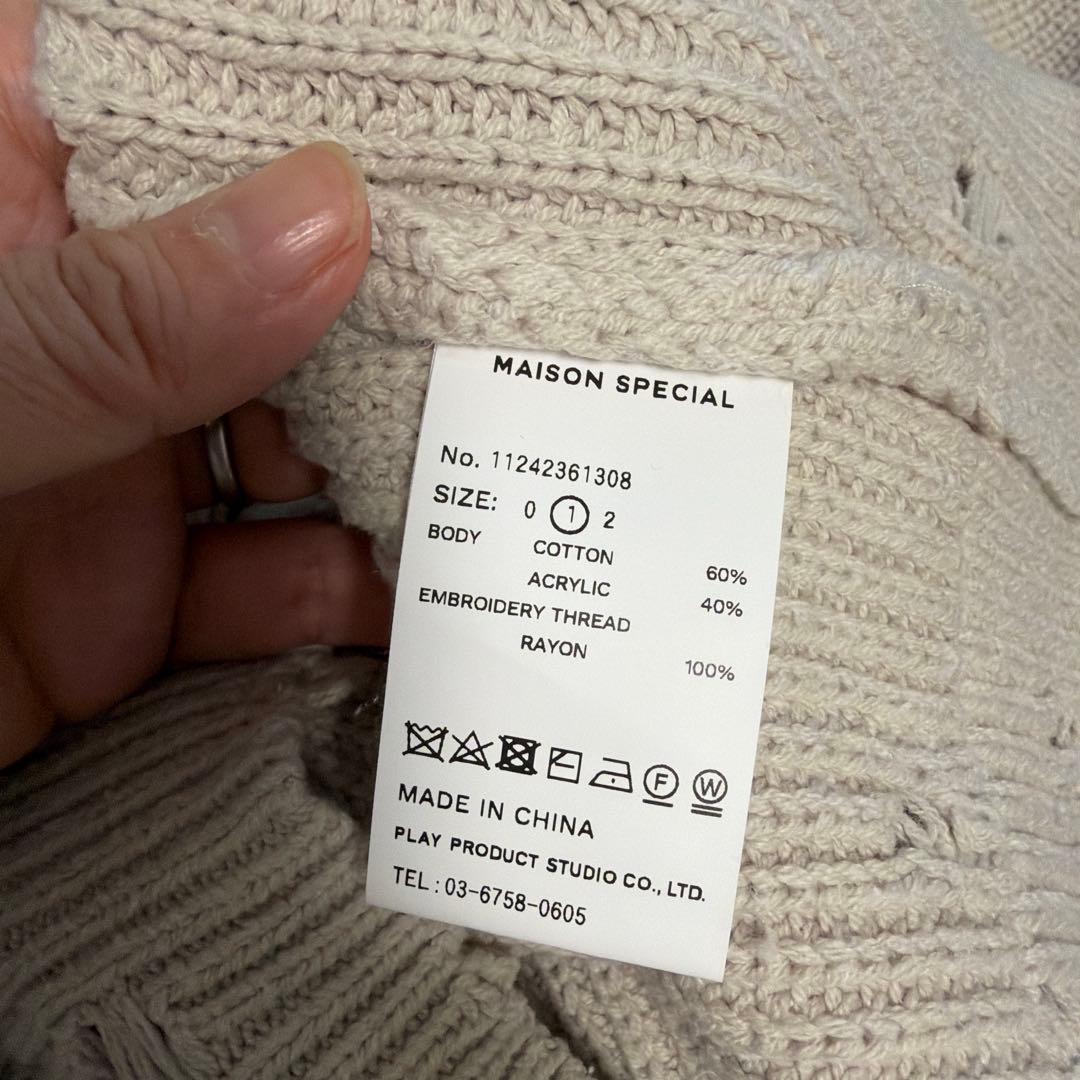 MAISON SPECIAL
No. 11242361308
SIZE: 0 1 2
BODY COTTON 60%
ACRYLIC 40%
EMBROIDERY THREAD
RAYON 100%
F W
MADE IN CHINA
PLAY PRODUCT STUDIO CO., LTD.
TEL : 03-6758-0605